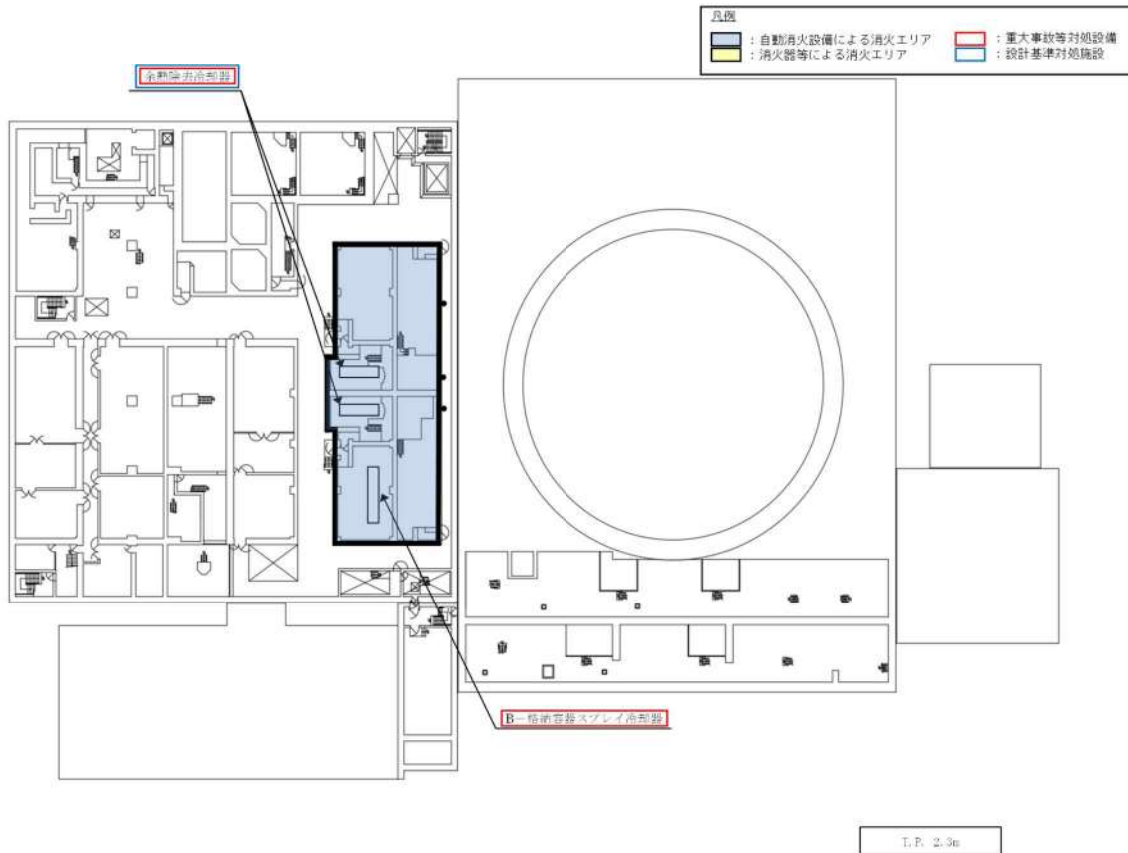 凡例
：自動消火設備による消火エリア
：重大事故等対処設備
：消火器等による消火エリア
：設計基準対処施設
余熱除去冷却器
B－格納容器スプレイ冷却器
T.P. 2.3m